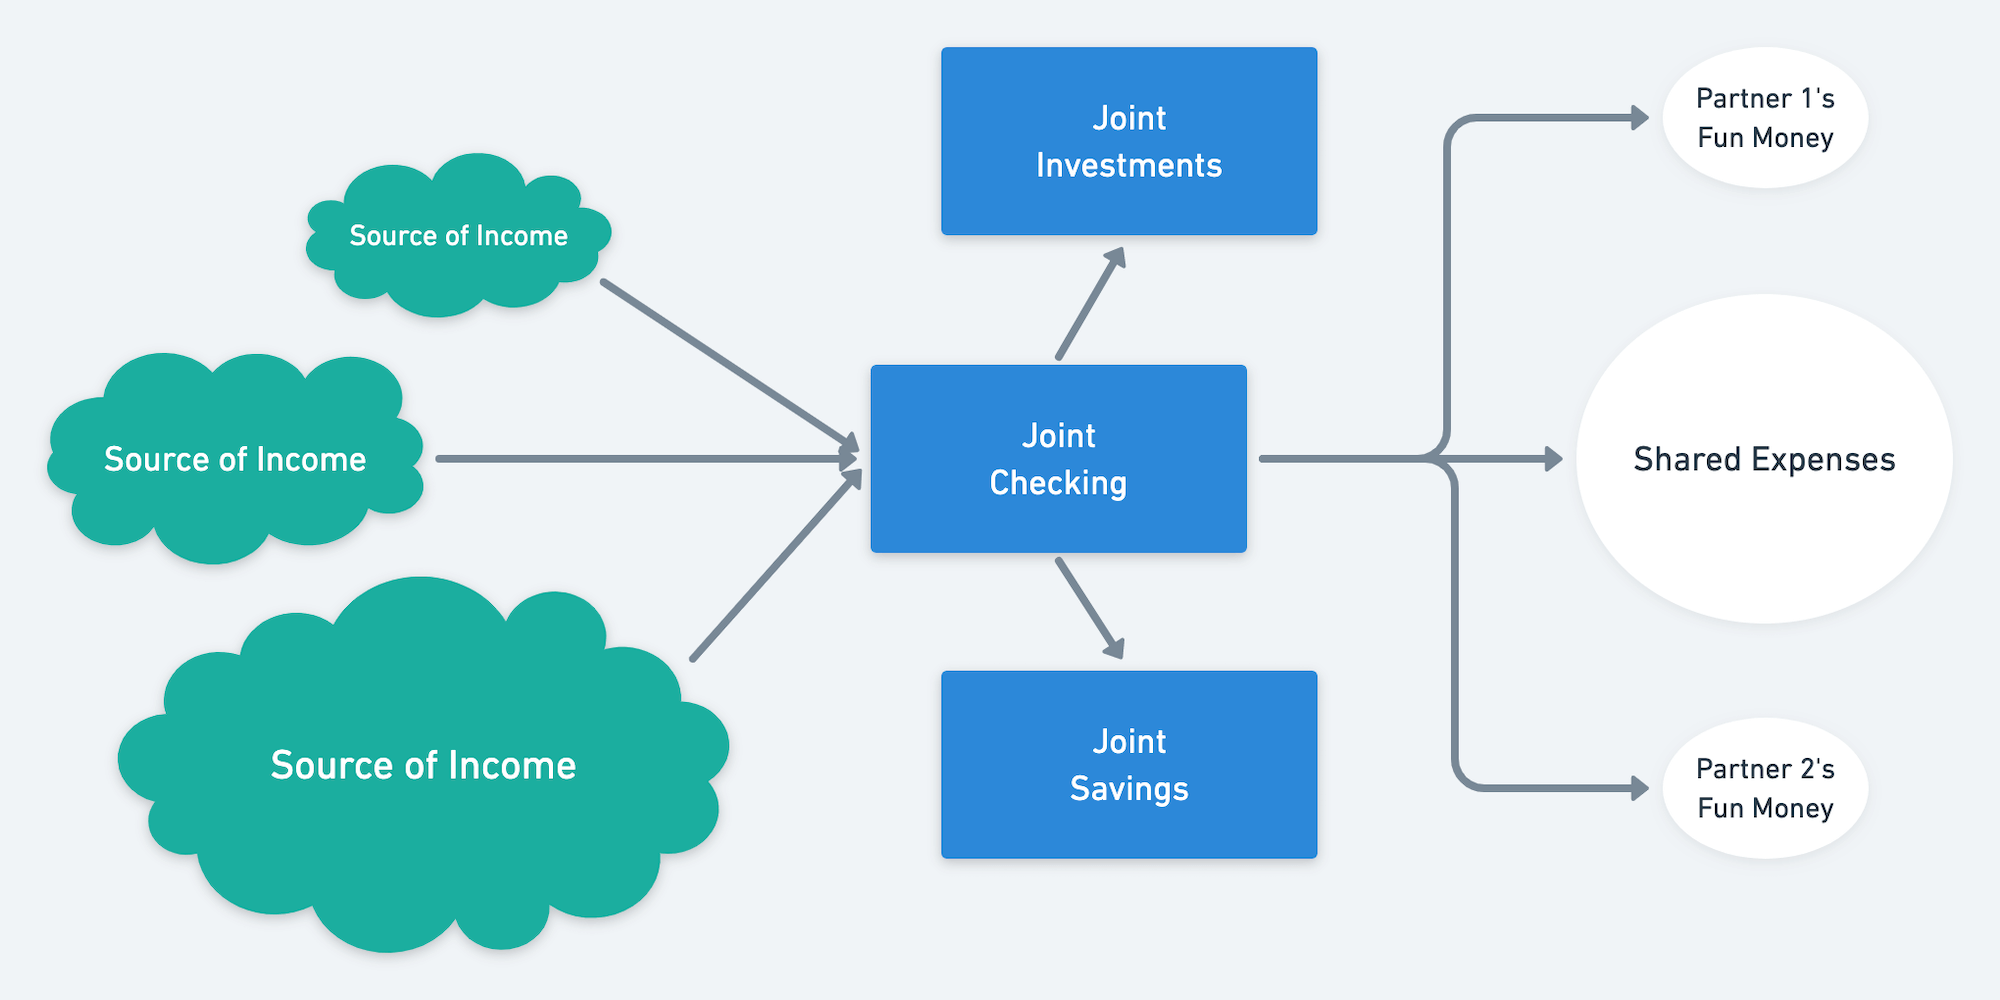 Source of Income
Source of Income
Source of Income
Joint
Investments
Joint
Checking
Joint
Savings
Partner 1's
Fun Money
Shared Expenses
Partner 2's
Fun Money